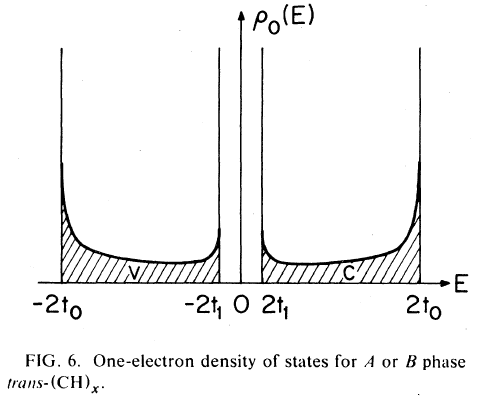 ρ₀(E)
V
C
E
-2t₀ -2t₁ 0 2t₁ 2t₀
FIG. 6. One-electron density of states for A or B phase
trans-(CH)ₓ.